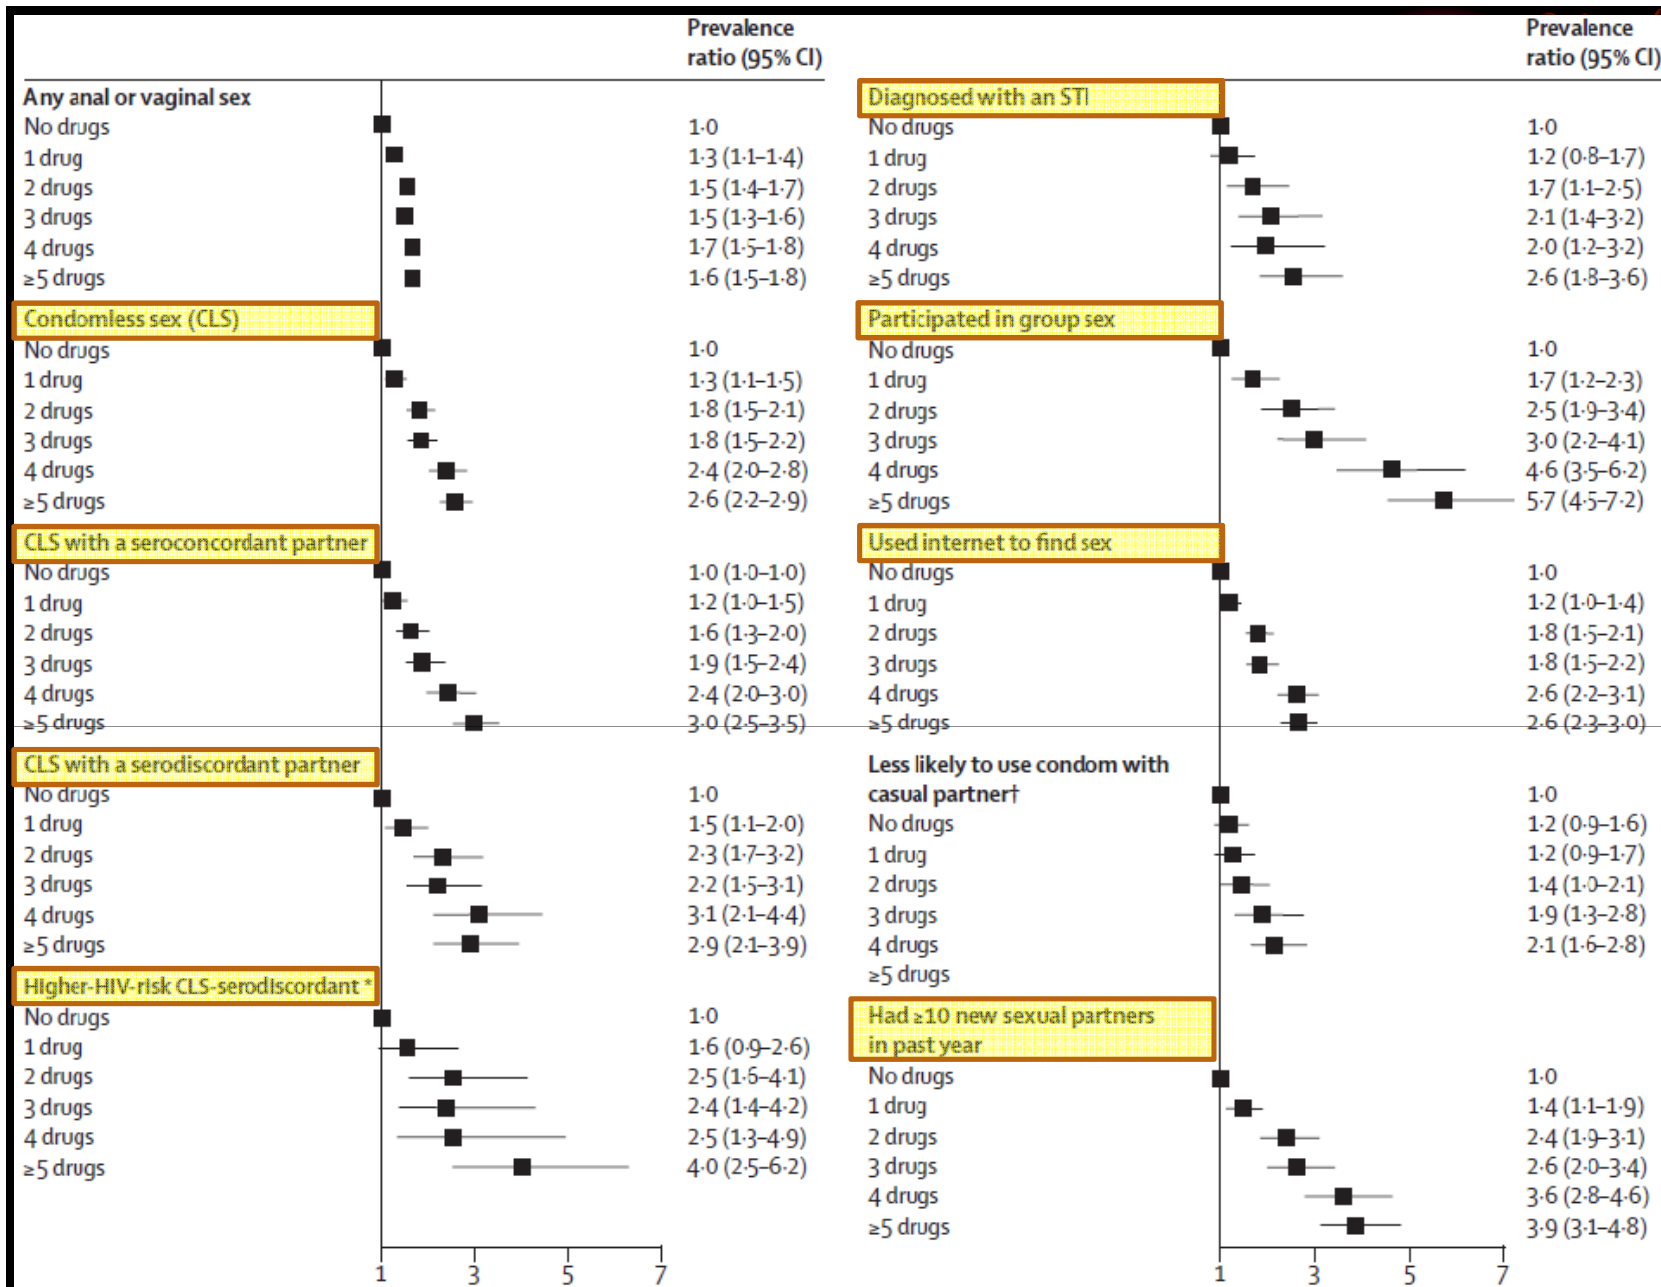 Prevalence
ratio (95% CI)
Any anal or vaginal sex
No drugs 1·0
1 drug 1·3 (1·1–1·4)
2 drugs 1·5 (1·4–1·7)
3 drugs 1·5 (1·3–1·6)
4 drugs 1·7 (1·5–1·8)
≥5 drugs 1·6 (1·5–1·8)
Condomless sex (CLS)
No drugs 1·0
1 drug 1·3 (1·1–1·5)
2 drugs 1·8 (1·5–2·1)
3 drugs 1·8 (1·5–2·2)
4 drugs 2·4 (2·0–2·8)
≥5 drugs 2·6 (2·2–2·9)
CLS with a seroconcordant partner
No drugs 1·0 (1·0–1·0)
1 drug 1·2 (1·0–1·5)
2 drugs 1·6 (1·3–2·0)
3 drugs 1·9 (1·5–2·4)
4 drugs 2·4 (2·0–3·0)
≥5 drugs 3·0 (2·5–3·5)
CLS with a serodiscordant partner
No drugs 1·0
1 drug 1·5 (1·1–2·0)
2 drugs 2·3 (1·7–3·2)
3 drugs 2·2 (1·5–3·1)
4 drugs 3·1 (2·1–4·4)
≥5 drugs 2·9 (2·1–3·9)
Higher-HIV-risk CLS-serodiscordant *
No drugs 1·0
1 drug 1·6 (0·9–2·6)
2 drugs 2·5 (1·6–4·1)
3 drugs 2·4 (1·4–4·2)
4 drugs 2·5 (1·3–4·9)
≥5 drugs 4·0 (2·5–6·2)
1 3 5 7
Prevalence
ratio (95% CI)
Diagnosed with an STI
No drugs 1·0
1 drug 1·2 (0·8–1·7)
2 drugs 1·7 (1·1–2·5)
3 drugs 2·1 (1·4–3·2)
4 drugs 2·0 (1·2–3·2)
≥5 drugs 2·6 (1·8–3·6)
Participated in group sex
No drugs 1·0
1 drug 1·7 (1·2–2·3)
2 drugs 2·5 (1·9–3·4)
3 drugs 3·0 (2·2–4·1)
4 drugs 4·6 (3·5–6·2)
≥5 drugs 5·7 (4·5–7·2)
Used internet to find sex
No drugs 1·0
1 drug 1·2 (1·0–1·4)
2 drugs 1·8 (1·5–2·1)
3 drugs 1·8 (1·5–2·2)
4 drugs 2·6 (2·2–3·1)
≥5 drugs 2·6 (2·3–3·0)
Less likely to use condom with
casual partner† 1·0
No drugs 1·2 (0·9–1·6)
1 drug 1·2 (0·9–1·7)
2 drugs 1·4 (1·0–2·1)
3 drugs 1·9 (1·3–2·8)
4 drugs 2·1 (1·6–2·8)
≥5 drugs
Had ≥10 new sexual partners
in past year
No drugs 1·0
1 drug 1·4 (1·1–1·9)
2 drugs 2·4 (1·9–3·1)
3 drugs 2·6 (2·0–3·4)
4 drugs 3·6 (2·8–4·6)
≥5 drugs 3·9 (3·1–4·8)
1 3 5 7